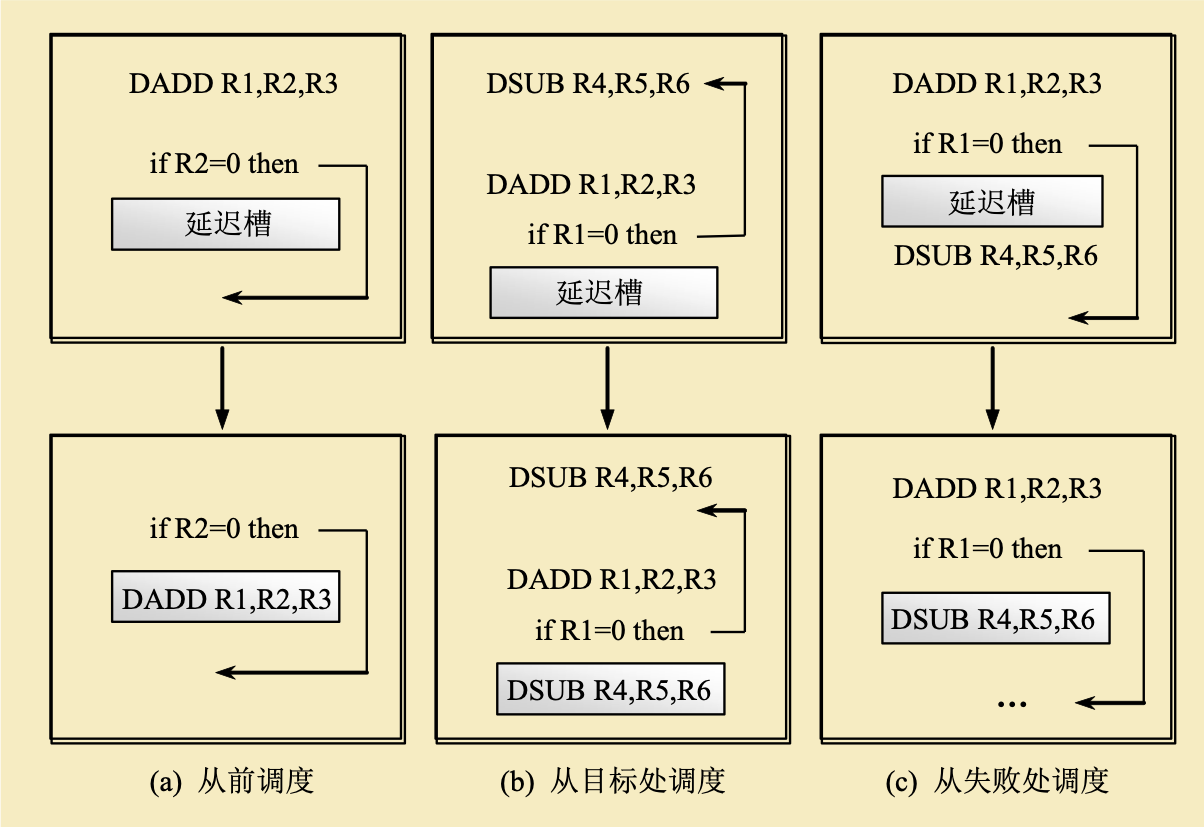 DADD R1,R2,R3
if R2=0 then
延迟槽
DSUB R4,R5,R6
DADD R1,R2,R3
if R1=0 then
延迟槽
DADD R1,R2,R3
if R1=0 then
延迟槽
DSUB R4,R5,R6
if R2=0 then
DADD R1,R2,R3
DSUB R4,R5,R6
DADD R1,R2,R3
if R1=0 then
DSUB R4,R5,R6
DADD R1,R2,R3
if R1=0 then
DSUB R4,R5,R6
...
(a) 从前调度
(b) 从目标处调度
(c) 从失败处调度